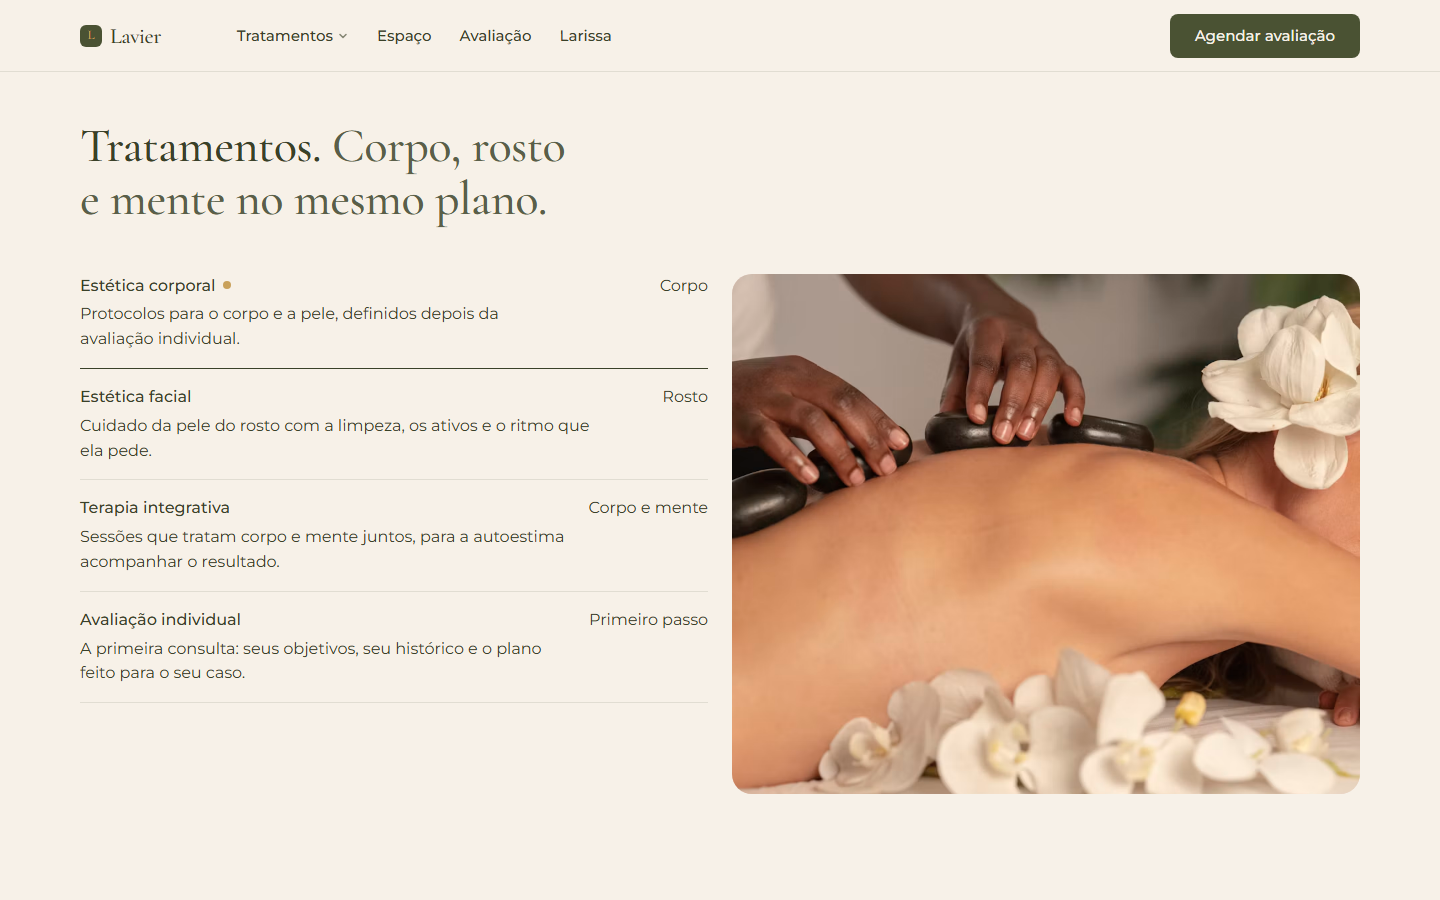 L Lavier
Tratamentos
Espaço
Avaliação
Larissa
Agendar avaliação
Tratamentos. Corpo, rosto
e mente no mesmo plano.
Estética corporal
Corpo
Protocolos para o corpo e a pele, definidos depois da
avaliação individual.
Estética facial
Rosto
Cuidado da pele do rosto com a limpeza, os ativos e o ritmo que
ela pede.
Terapia integrativa
Corpo e mente
Sessões que tratam corpo e mente juntos, para a autoestima
acompanhar o resultado.
Avaliação individual
Primeiro passo
A primeira consulta: seus objetivos, seu histórico e o plano
feito para o seu caso.